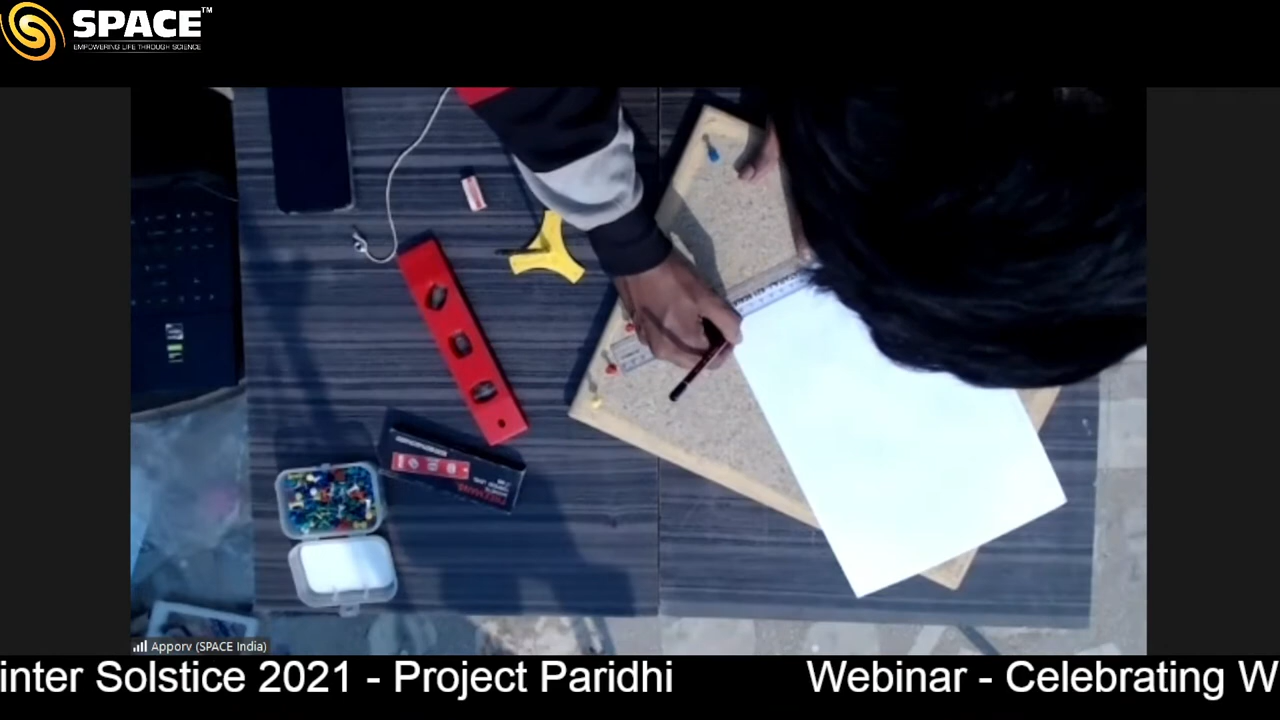 SPACE™
EMPOWERING LIFE THROUGH SCIENCE
Apporv (SPACE India)
inter Solstice 2021 - Project Paridhi Webinar - Celebrating W